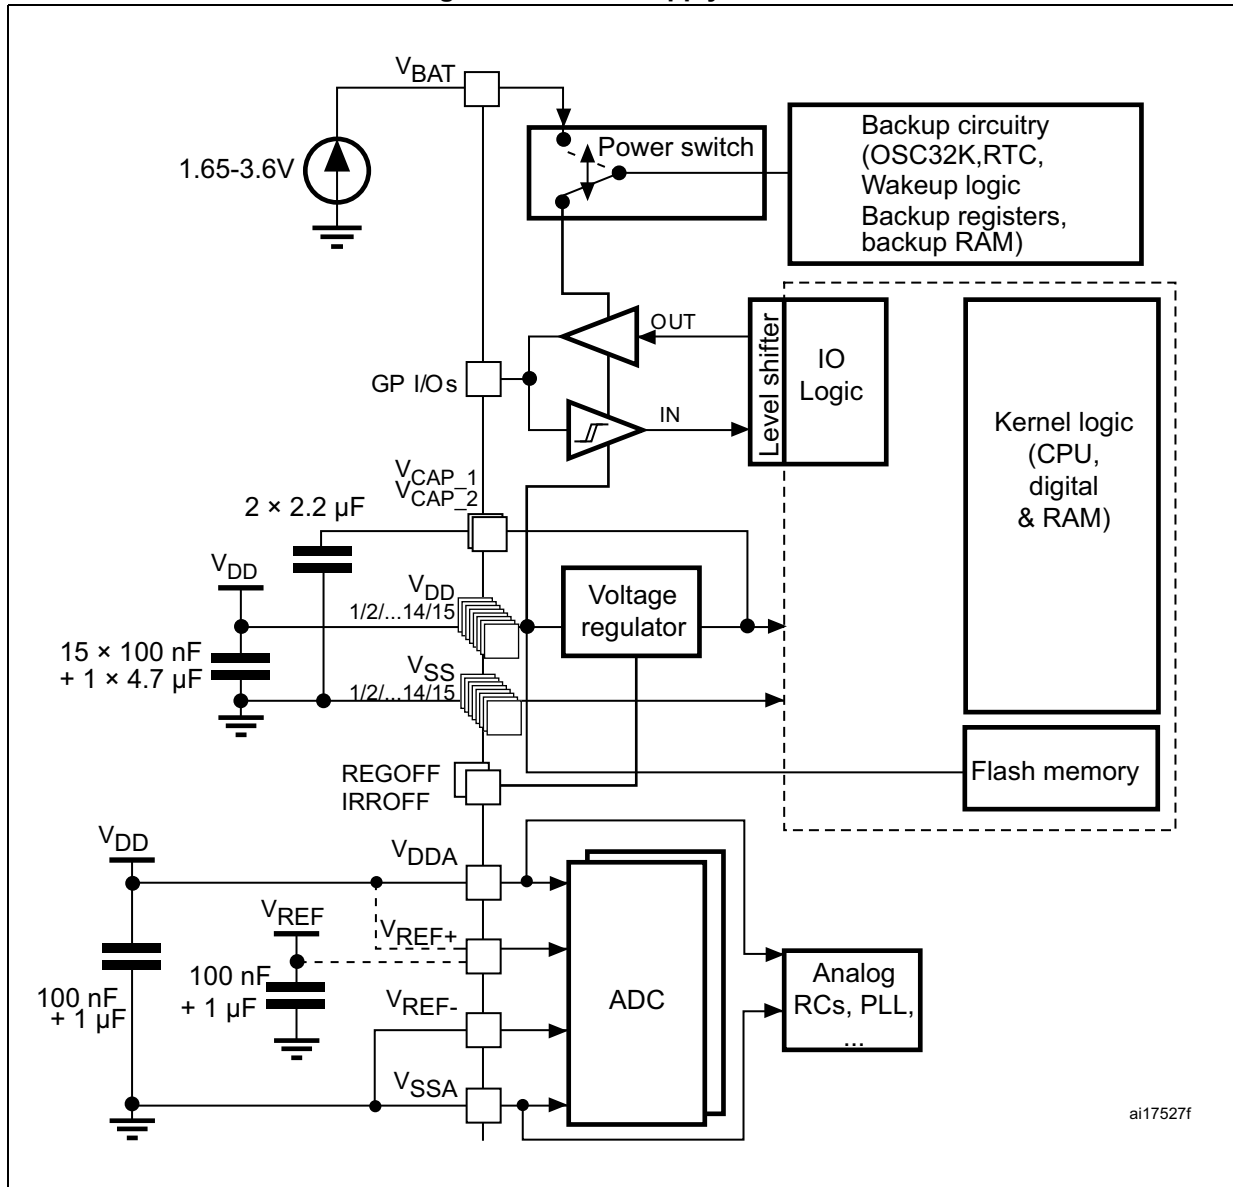 VBAT
Power switch
1.65-3.6V
Backup circuitry
(OSC32K,RTC,
Wakeup logic
Backup registers,
backup RAM)
OUT
GP I/Os
IN
Level shifter
IO
Logic
Kernel logic
(CPU,
digital
& RAM)
VCAP_1
VCAP_2
2 × 2.2 µF
VDD
VDD
1/2/...14/15
Voltage
regulator
15 × 100 nF
+ 1 × 4.7 µF
VSS
1/2/...14/15
REGOFF
IRROFF
Flash memory
VDD
VDDA
VREF
VREF+
100 nF
+ 1 µF
100 nF
+ 1 µF
VREF-
ADC
Analog
RCs, PLL,
...
VSSA
ai17527f